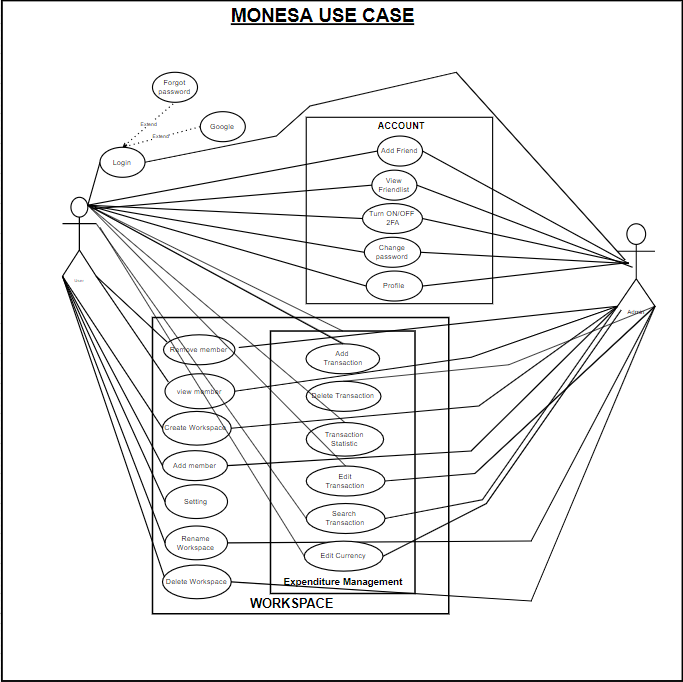 MONESA USE CASE
Forgot
password
Extend
Google
Extend
Login
ACCOUNT
Add Friend
View
Friendlist
Turn ON/OFF
2FA
Change
password
Profile
User
Admin
Remove member
view member
Create Workspace
Add member
Setting
Rename
Workspace
Delete Workspace
Add
Transaction
Delete Transaction
Transaction
Statistic
Edit
Transaction
Search
Transaction
Edit Currency
Expenditure Management
WORKSPACE